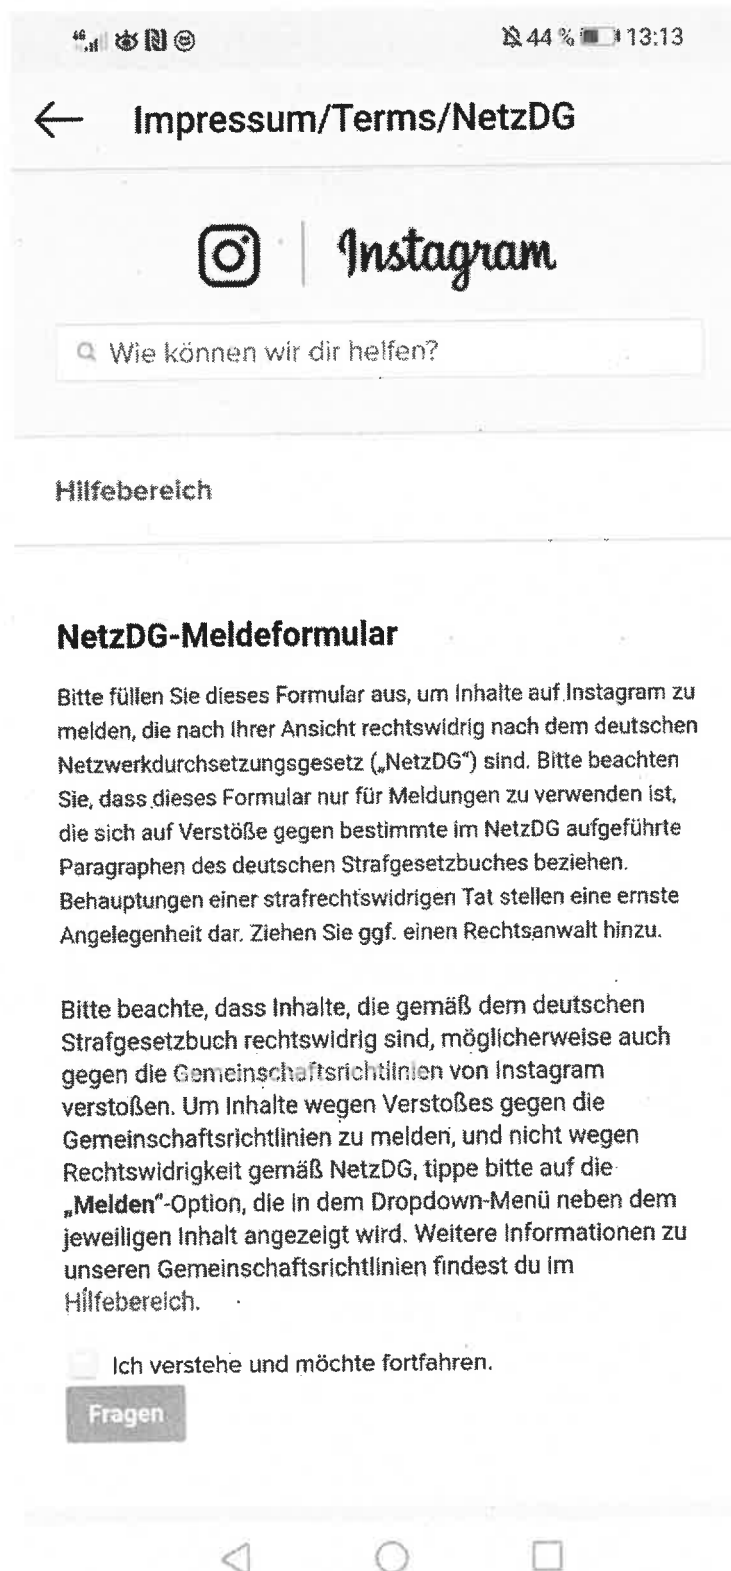 46
44 % 13:13
Impressum/Terms/NetzDG
Instagram
Wie können wir dir helfen?
Hilfebereich
NetzDG-Meldeformular
Bitte füllen Sie dieses Formular aus, um Inhalte auf Instagram zu
melden, die nach Ihrer Ansicht rechtswidrig nach dem deutschen
Netzwerkdurchsetzungsgesetz („NetzDG“) sind. Bitte beachten
Sie, dass dieses Formular nur für Meldungen zu verwenden ist,
die sich auf Verstöße gegen bestimmte im NetzDG aufgeführte
Paragraphen des deutschen Strafgesetzbuches beziehen.
Behauptungen einer strafrechtswidrigen Tat stellen eine ernste
Angelegenheit dar. Ziehen Sie ggf. einen Rechtsanwalt hinzu.
Bitte beachte, dass Inhalte, die gemäß dem deutschen
Strafgesetzbuch rechtswidrig sind, möglicherweise auch
gegen die Gemeinschaftsrichtlinien von Instagram
verstoßen. Um Inhalte wegen Verstoßes gegen die
Gemeinschaftsrichtlinien zu melden, und nicht wegen
Rechtswidrigkeit gemäß NetzDG, tippe bitte auf die
„Melden“-Option, die in dem Dropdown-Menü neben dem
jeweiligen Inhalt angezeigt wird. Weitere Informationen zu
unseren Gemeinschaftsrichtlinien findest du im
Hilfebereich.
Ich verstehe und möchte fortfahren.
Fragen